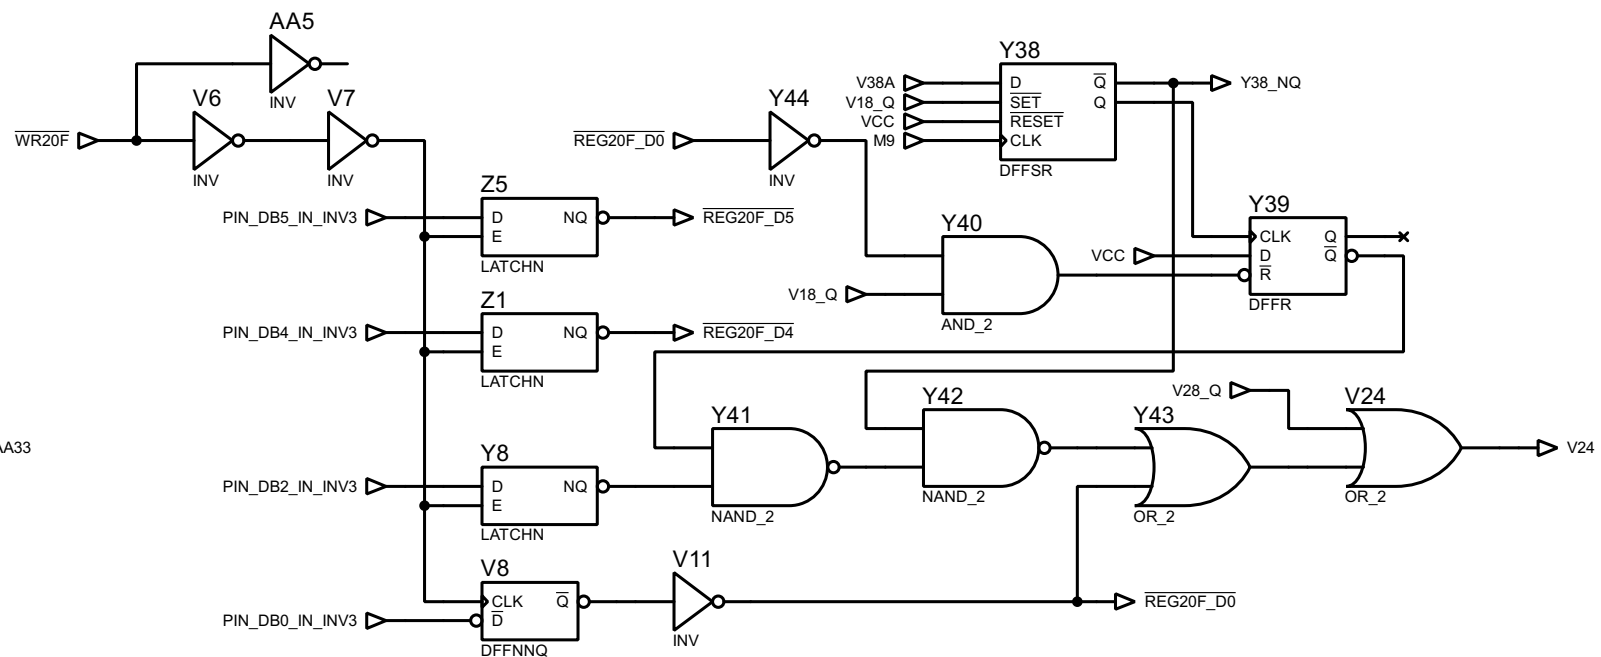 AA5
INV
V6
INV
V7
INV
WR20F
Z5
PIN_DB5_IN_INV3
D
NQ
E
LATCHN
REG20F_D5
Z1
PIN_DB4_IN_INV3
D
NQ
E
LATCHN
REG20F_D4
AA33
Y8
PIN_DB2_IN_INV3
D
NQ
E
LATCHN
V8
CLK
Q
PIN_DB0_IN_INV3
D
DFFNNQ
V11
INV
REG20F_D0
Y44
REG20F_D0
INV
Y38
V38A
D
Q
Y38_NQ
V18_Q
SET
Q
VCC
RESET
M9
CLK
DFFSR
Y40
V18_Q
AND_2
Y39
CLK
Q
VCC
D
Q
R
DFFR
Y41
NAND_2
Y42
NAND_2
Y43
OR_2
V28_Q
V24
OR_2
V24